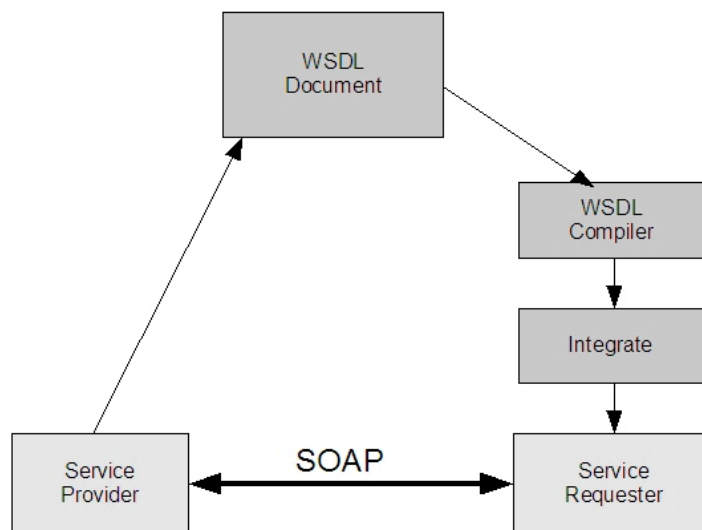 WSDL
Document
WSDL
Compiler
Integrate
SOAP
Service
Provider
Service
Requester